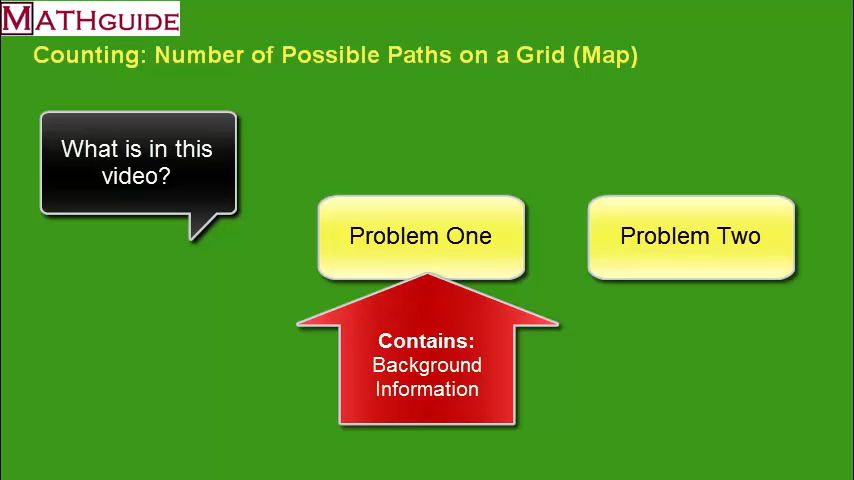 MATHGUIDE
Counting: Number of Possible Paths on a Grid (Map)
What is in this
video?
Problem One
Problem Two
Contains:
Background
Information